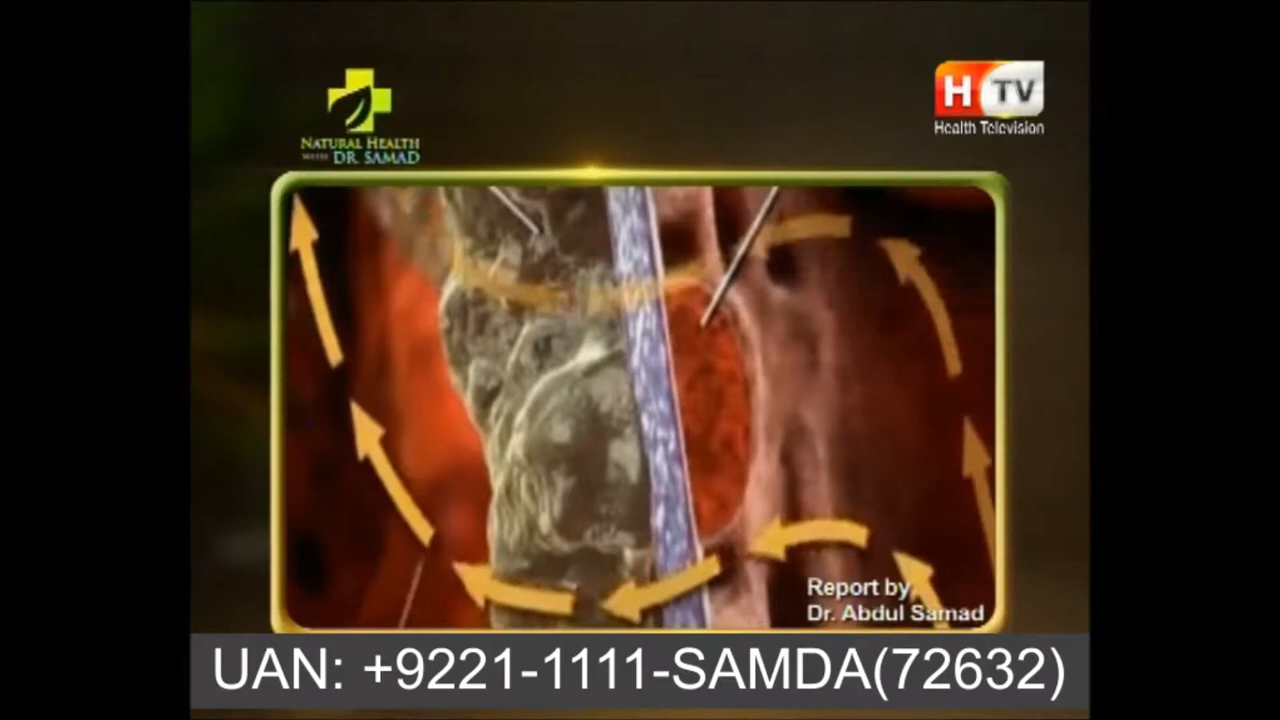 NATURAL HEALTH
WITH DR. SAMAD
H TV
Health Television
Report by
Dr. Abdul Samad
UAN: +9221-1111-SAMDA(72632)